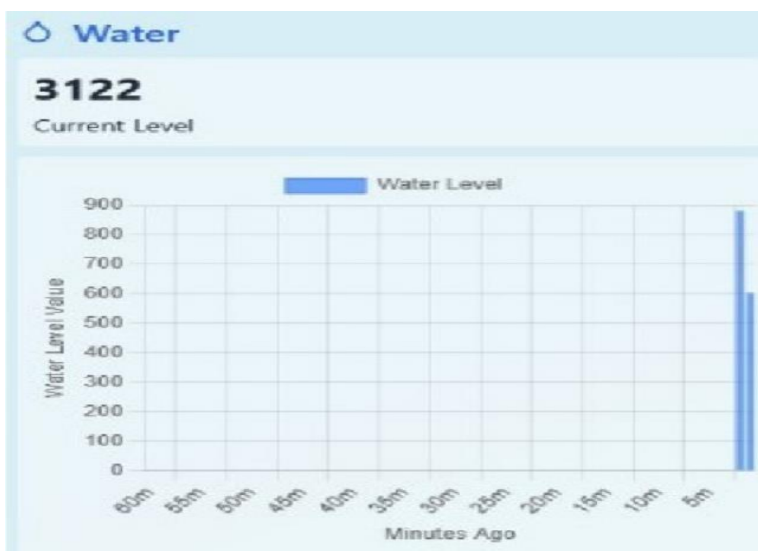 Water
3122
Current Level
Water Level
900
800
700
600
500
400
300
200
100
0
Water Level Value
60m
55m
50m
45m
40m
35m
30m
25m
20m
15m
10m
5m
Minutes Ago